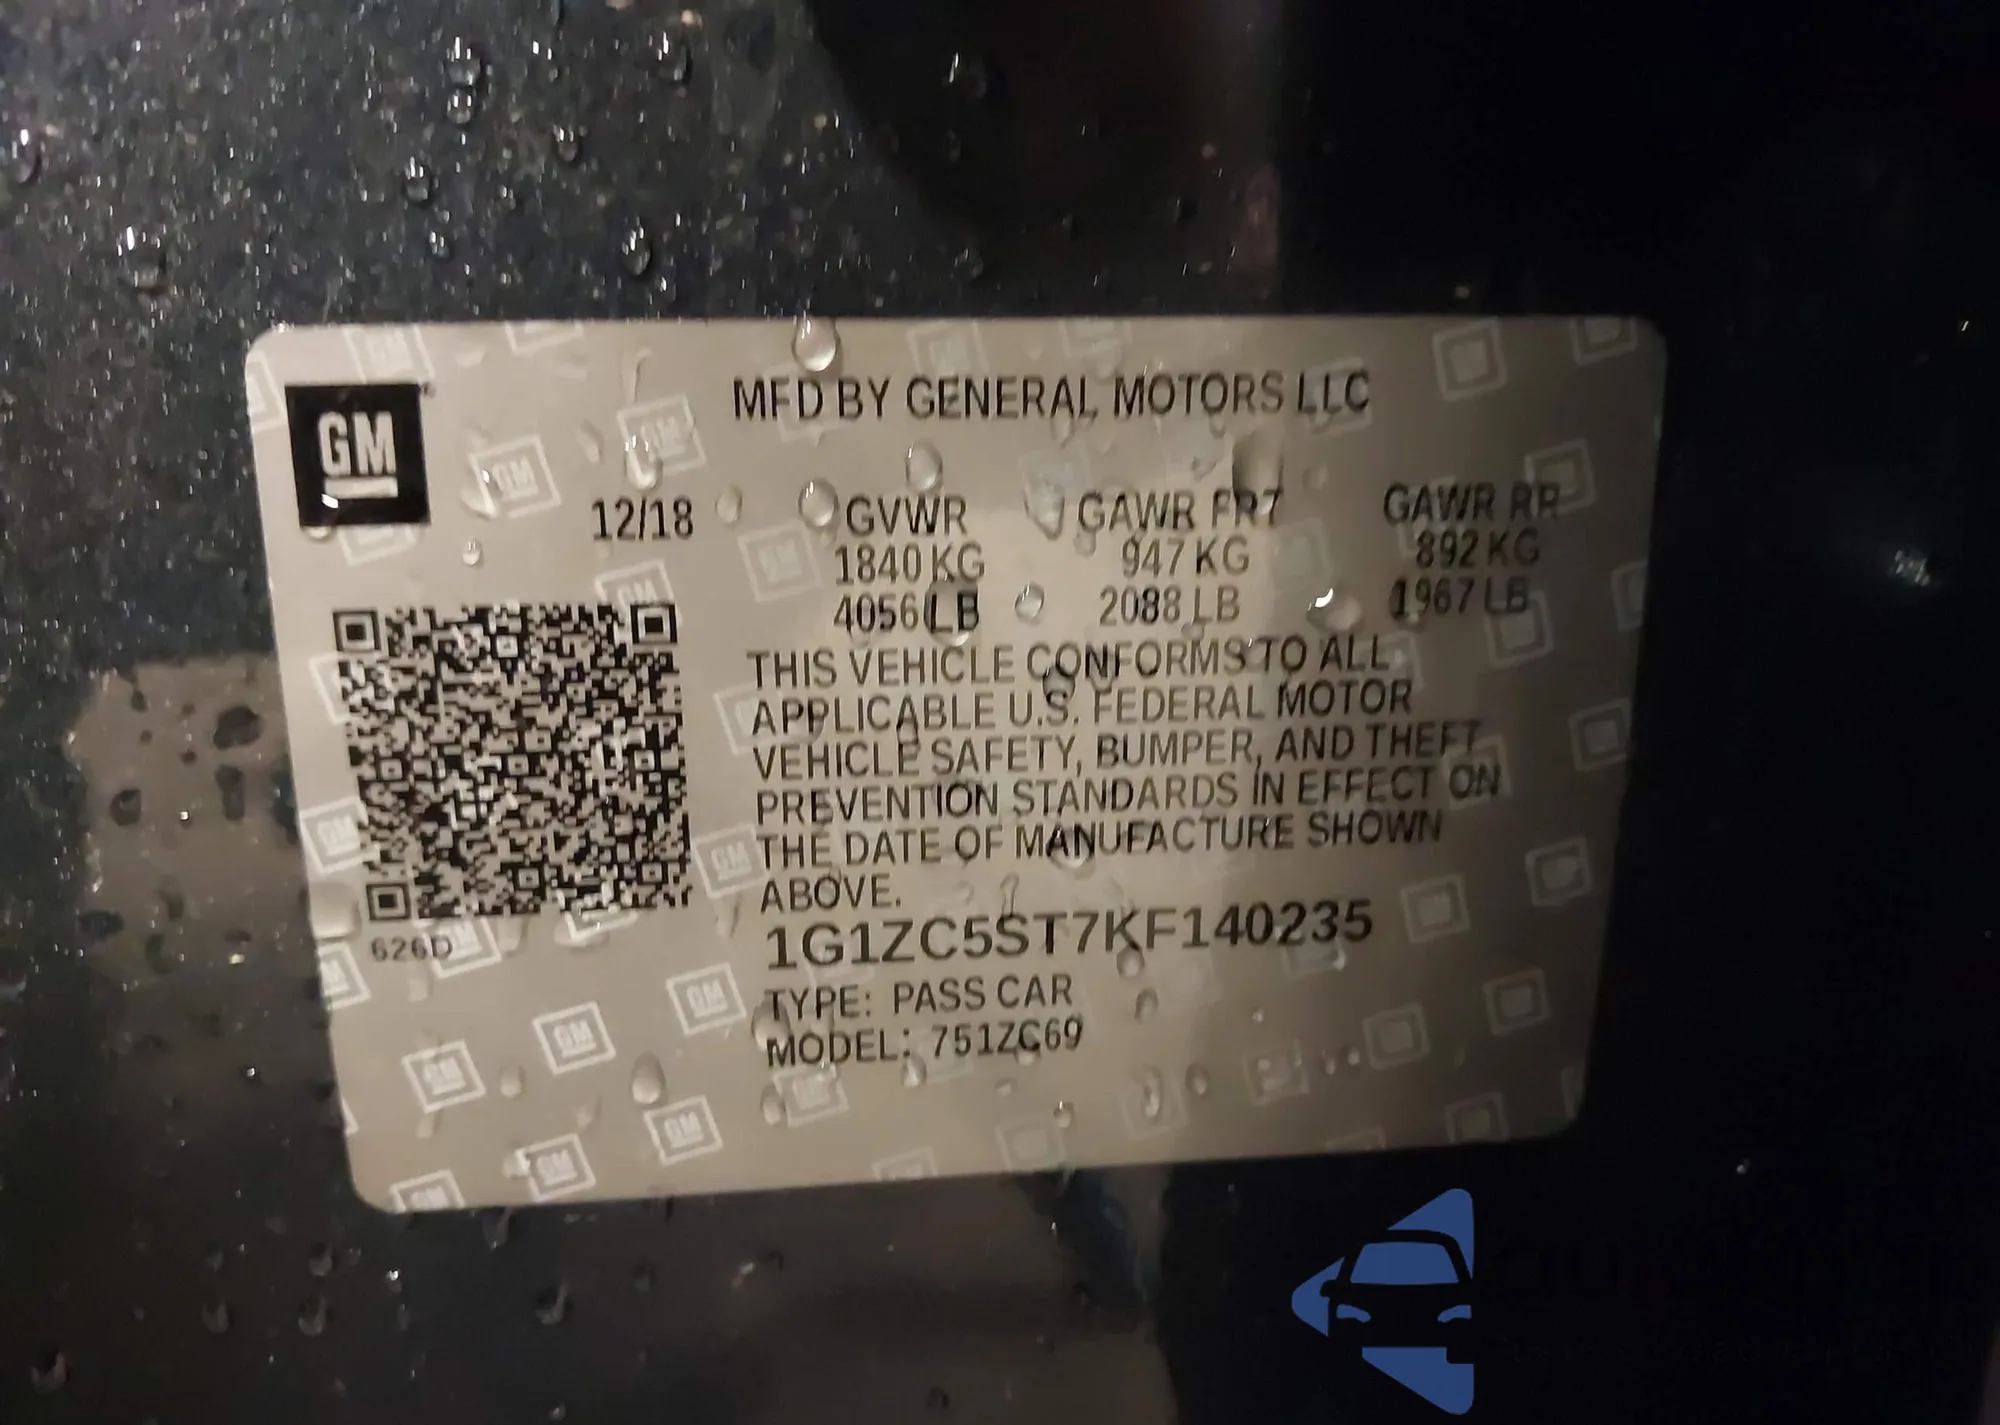 GM
MFD BY GENERAL MOTORS LLC
12/18 GVWR GAWR FRT GAWR RR
1840 KG 947 KG 892 KG
4056 LB 2088 LB 1967 LB
THIS VEHICLE CONFORMS TO ALL
APPLICABLE U.S. FEDERAL MOTOR
VEHICLE SAFETY, BUMPER, AND THEFT
PREVENTION STANDARDS IN EFFECT ON
THE DATE OF MANUFACTURE SHOWN
ABOVE.
626D
1G1ZC5ST7KF140235
TYPE: PASS CAR
MODEL: 751ZC69